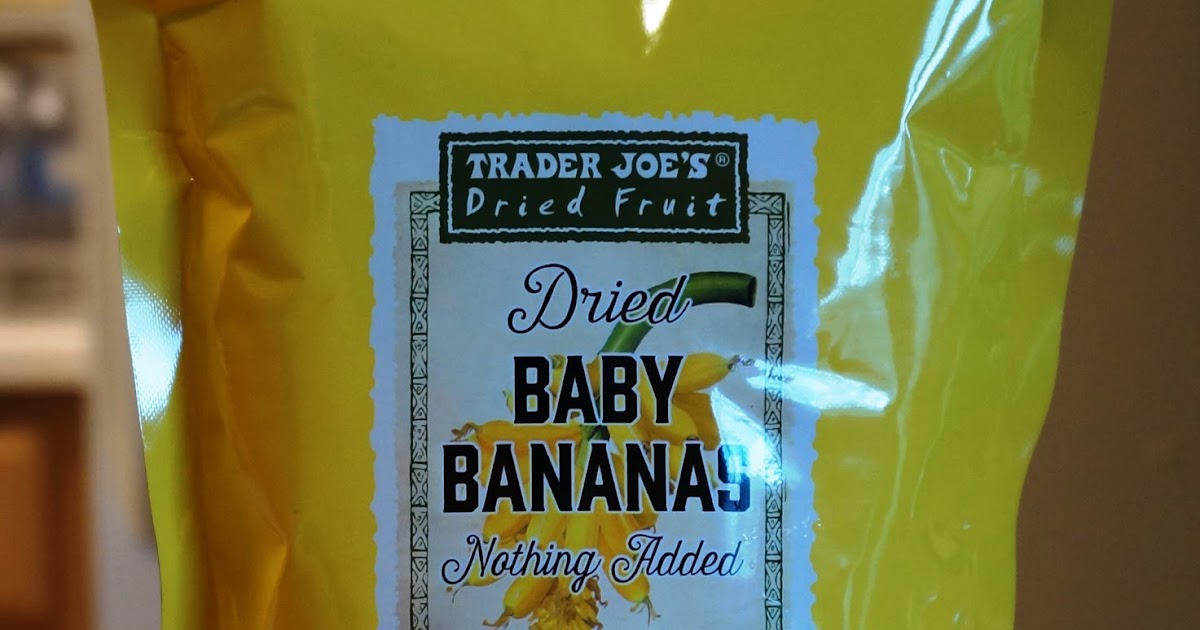 TRADER JOE'S®
Dried Fruit
Dried
BABY
BANANAS
Nothing Added